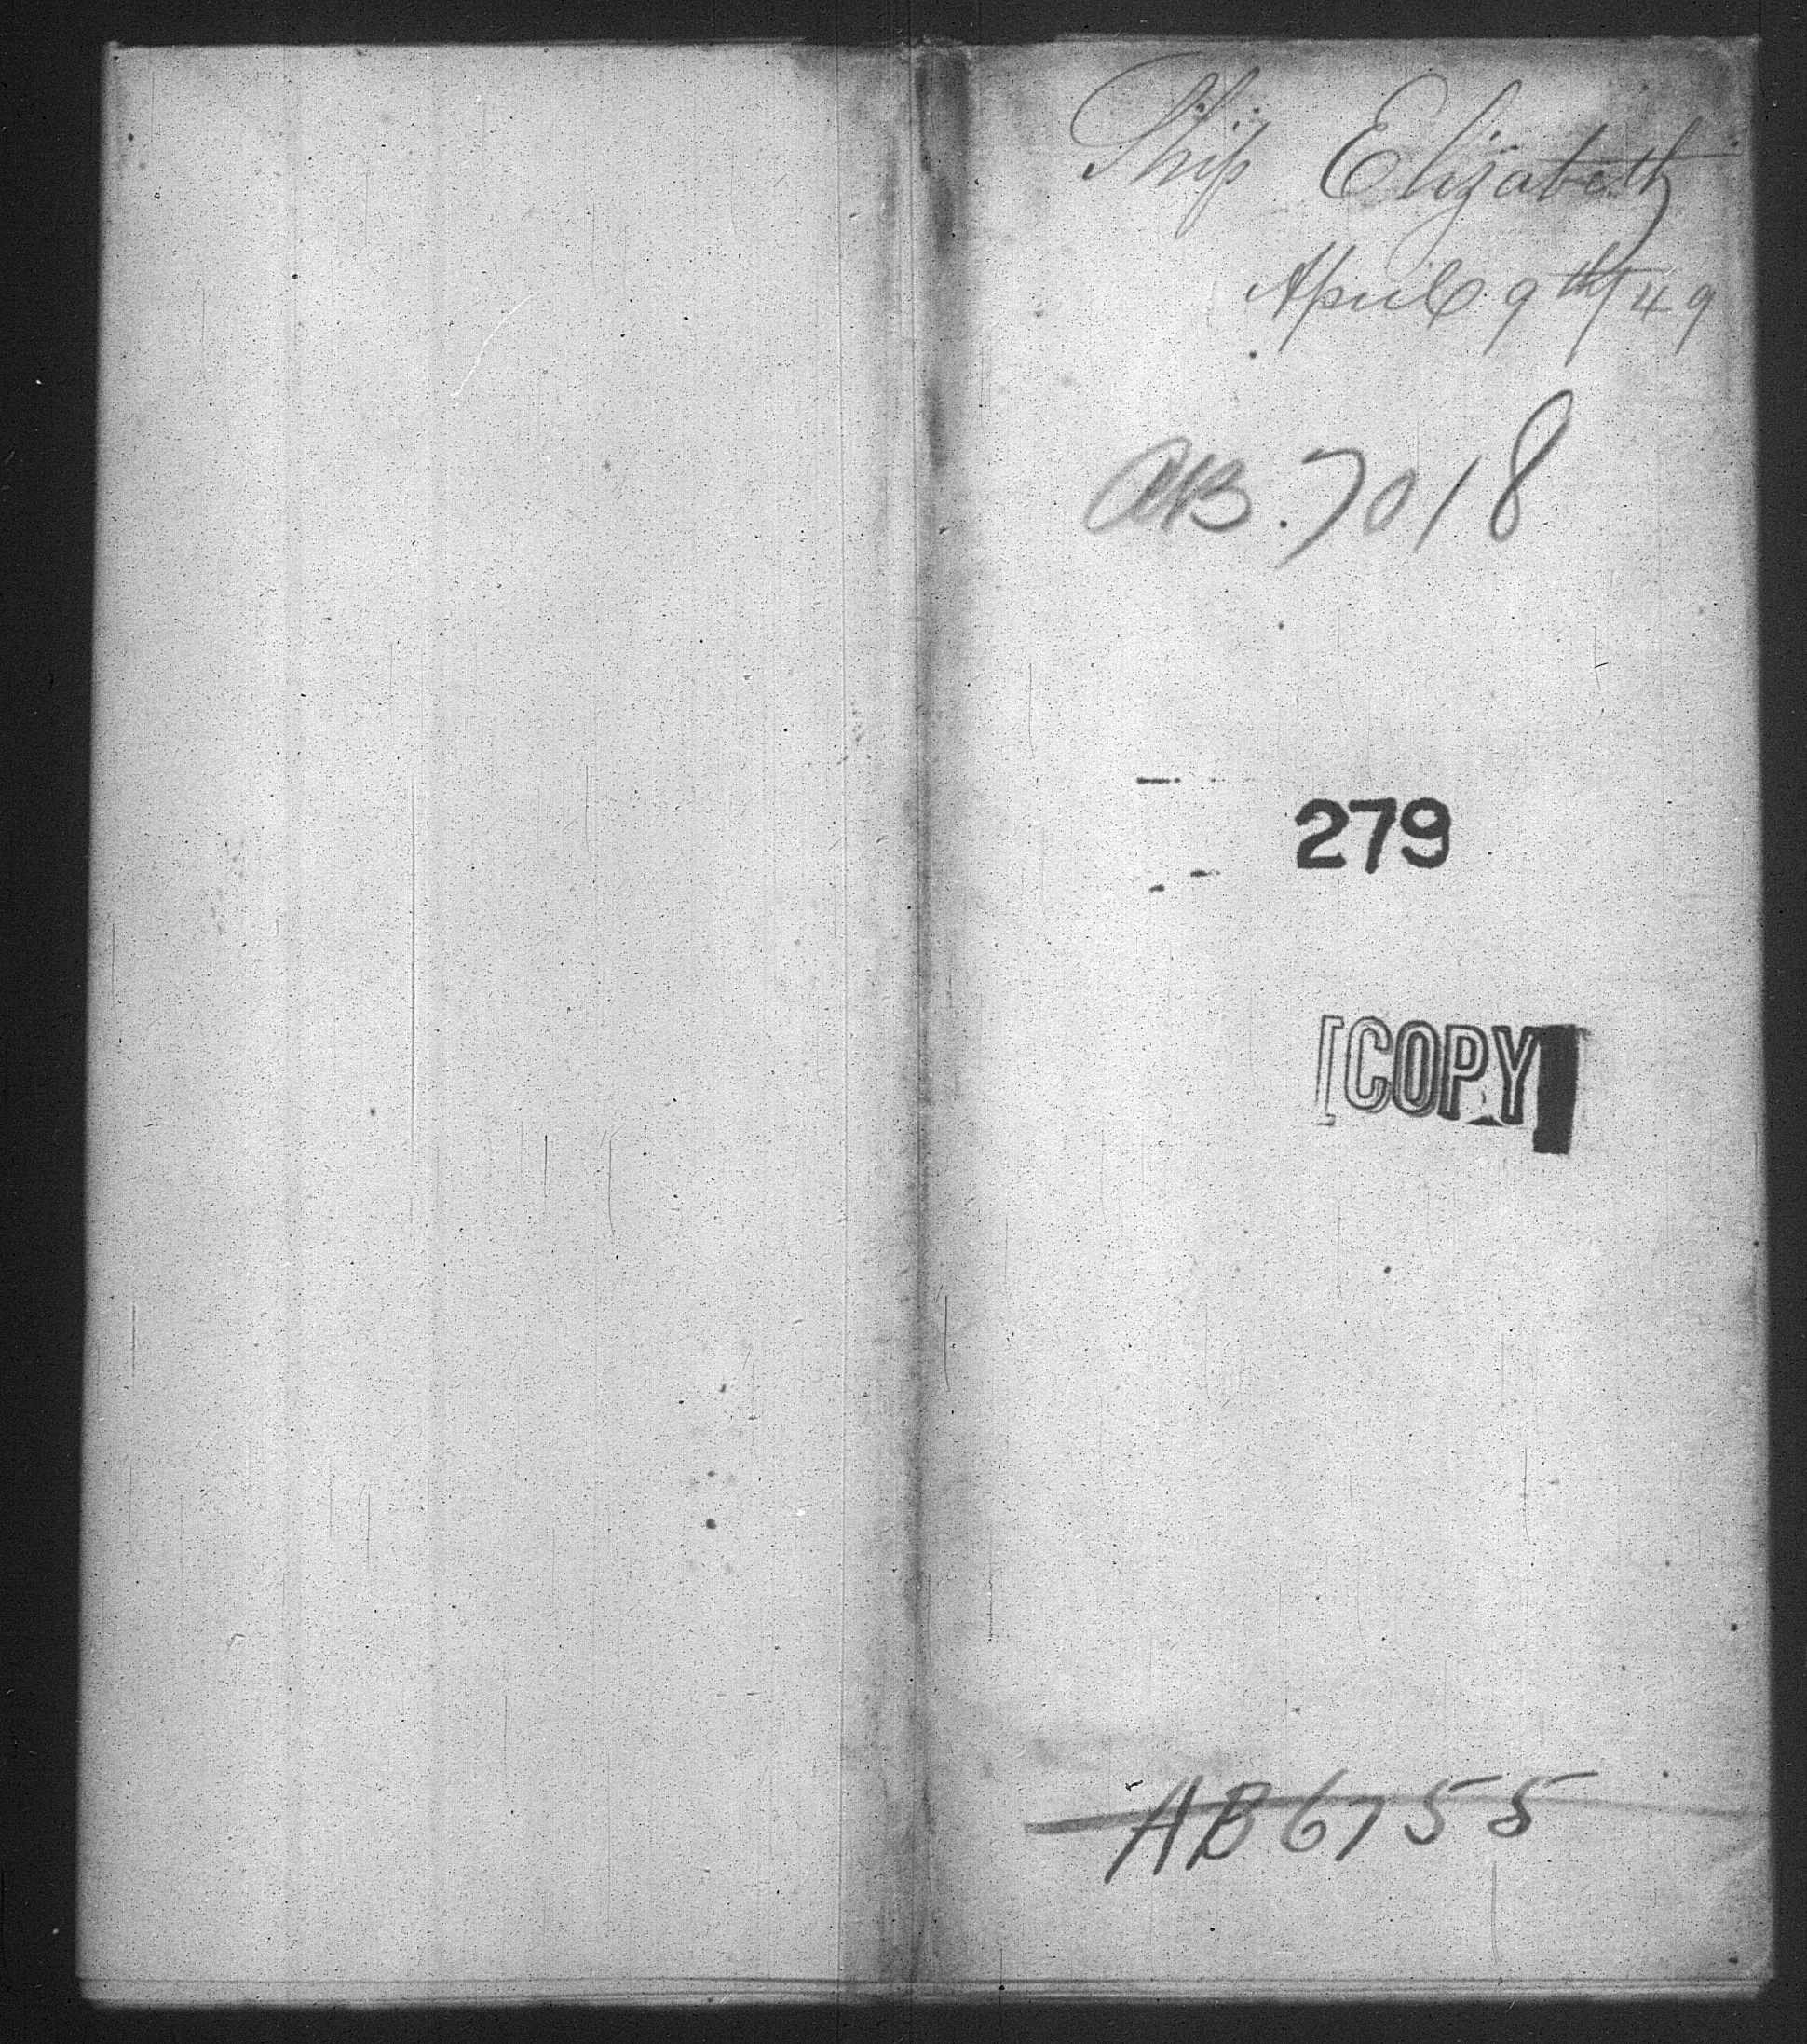 Ship Elizabeth
April 9th/49
AB. 7018
279
[COPY]
AB 6755